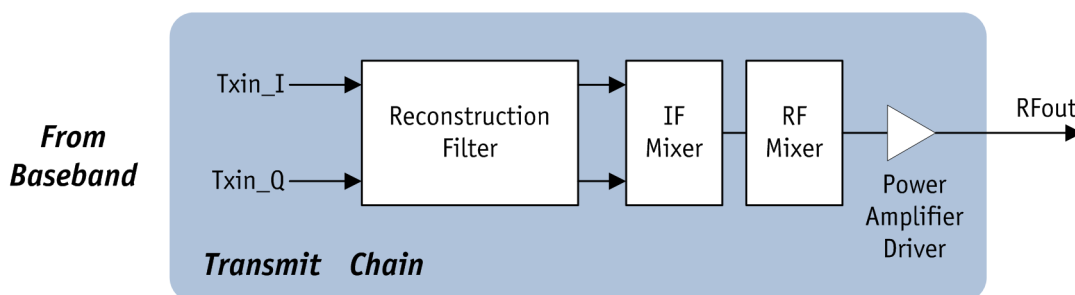 From
Baseband
Txin_I
Txin_Q
Reconstruction
Filter
IF
Mixer
RF
Mixer
Power
Amplifier
Driver
RFout
Transmit Chain